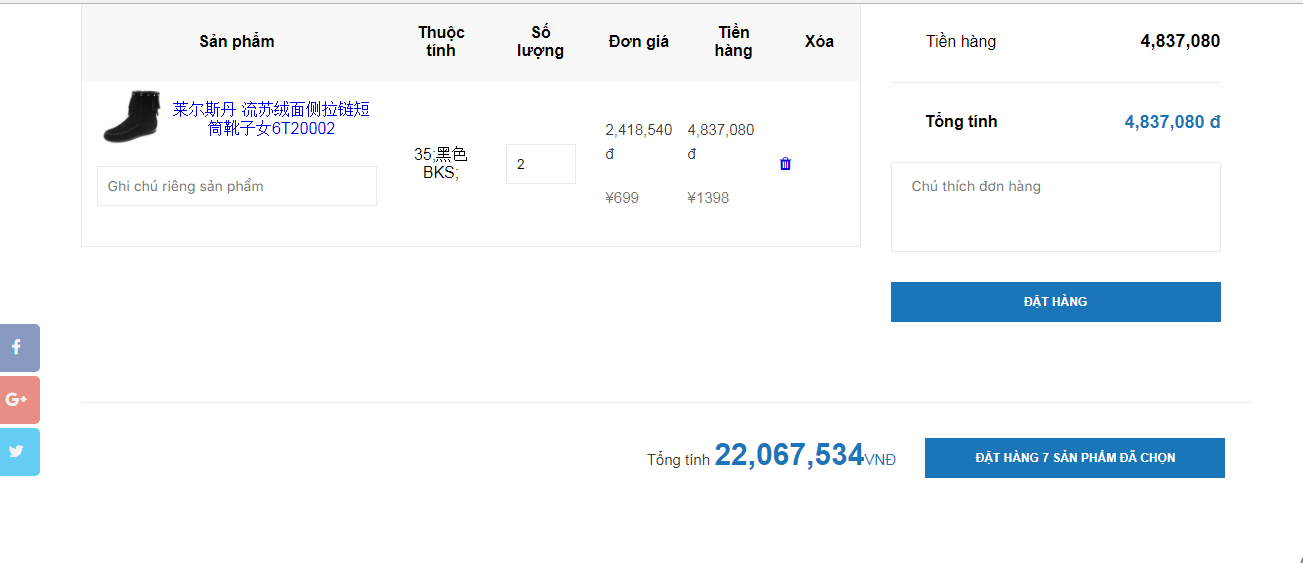 Sản phẩm
Thuộc
tính
Số
lượng
Đơn giá
Tiền
hàng
Xóa
莱尔斯丹 流苏绒面侧拉链短
筒靴子女6T20002
Ghi chú riêng sản phẩm
35;黑色
BKS;
2
2,418,540
đ
¥699
4,837,080
đ
¥1398
Tiền hàng 4,837,080
Tổng tính 4,837,080 đ
Chú thích đơn hàng
ĐẶT HÀNG
Tổng tính 22,067,534VNĐ
ĐẶT HÀNG 7 SẢN PHẨM ĐÃ CHỌN